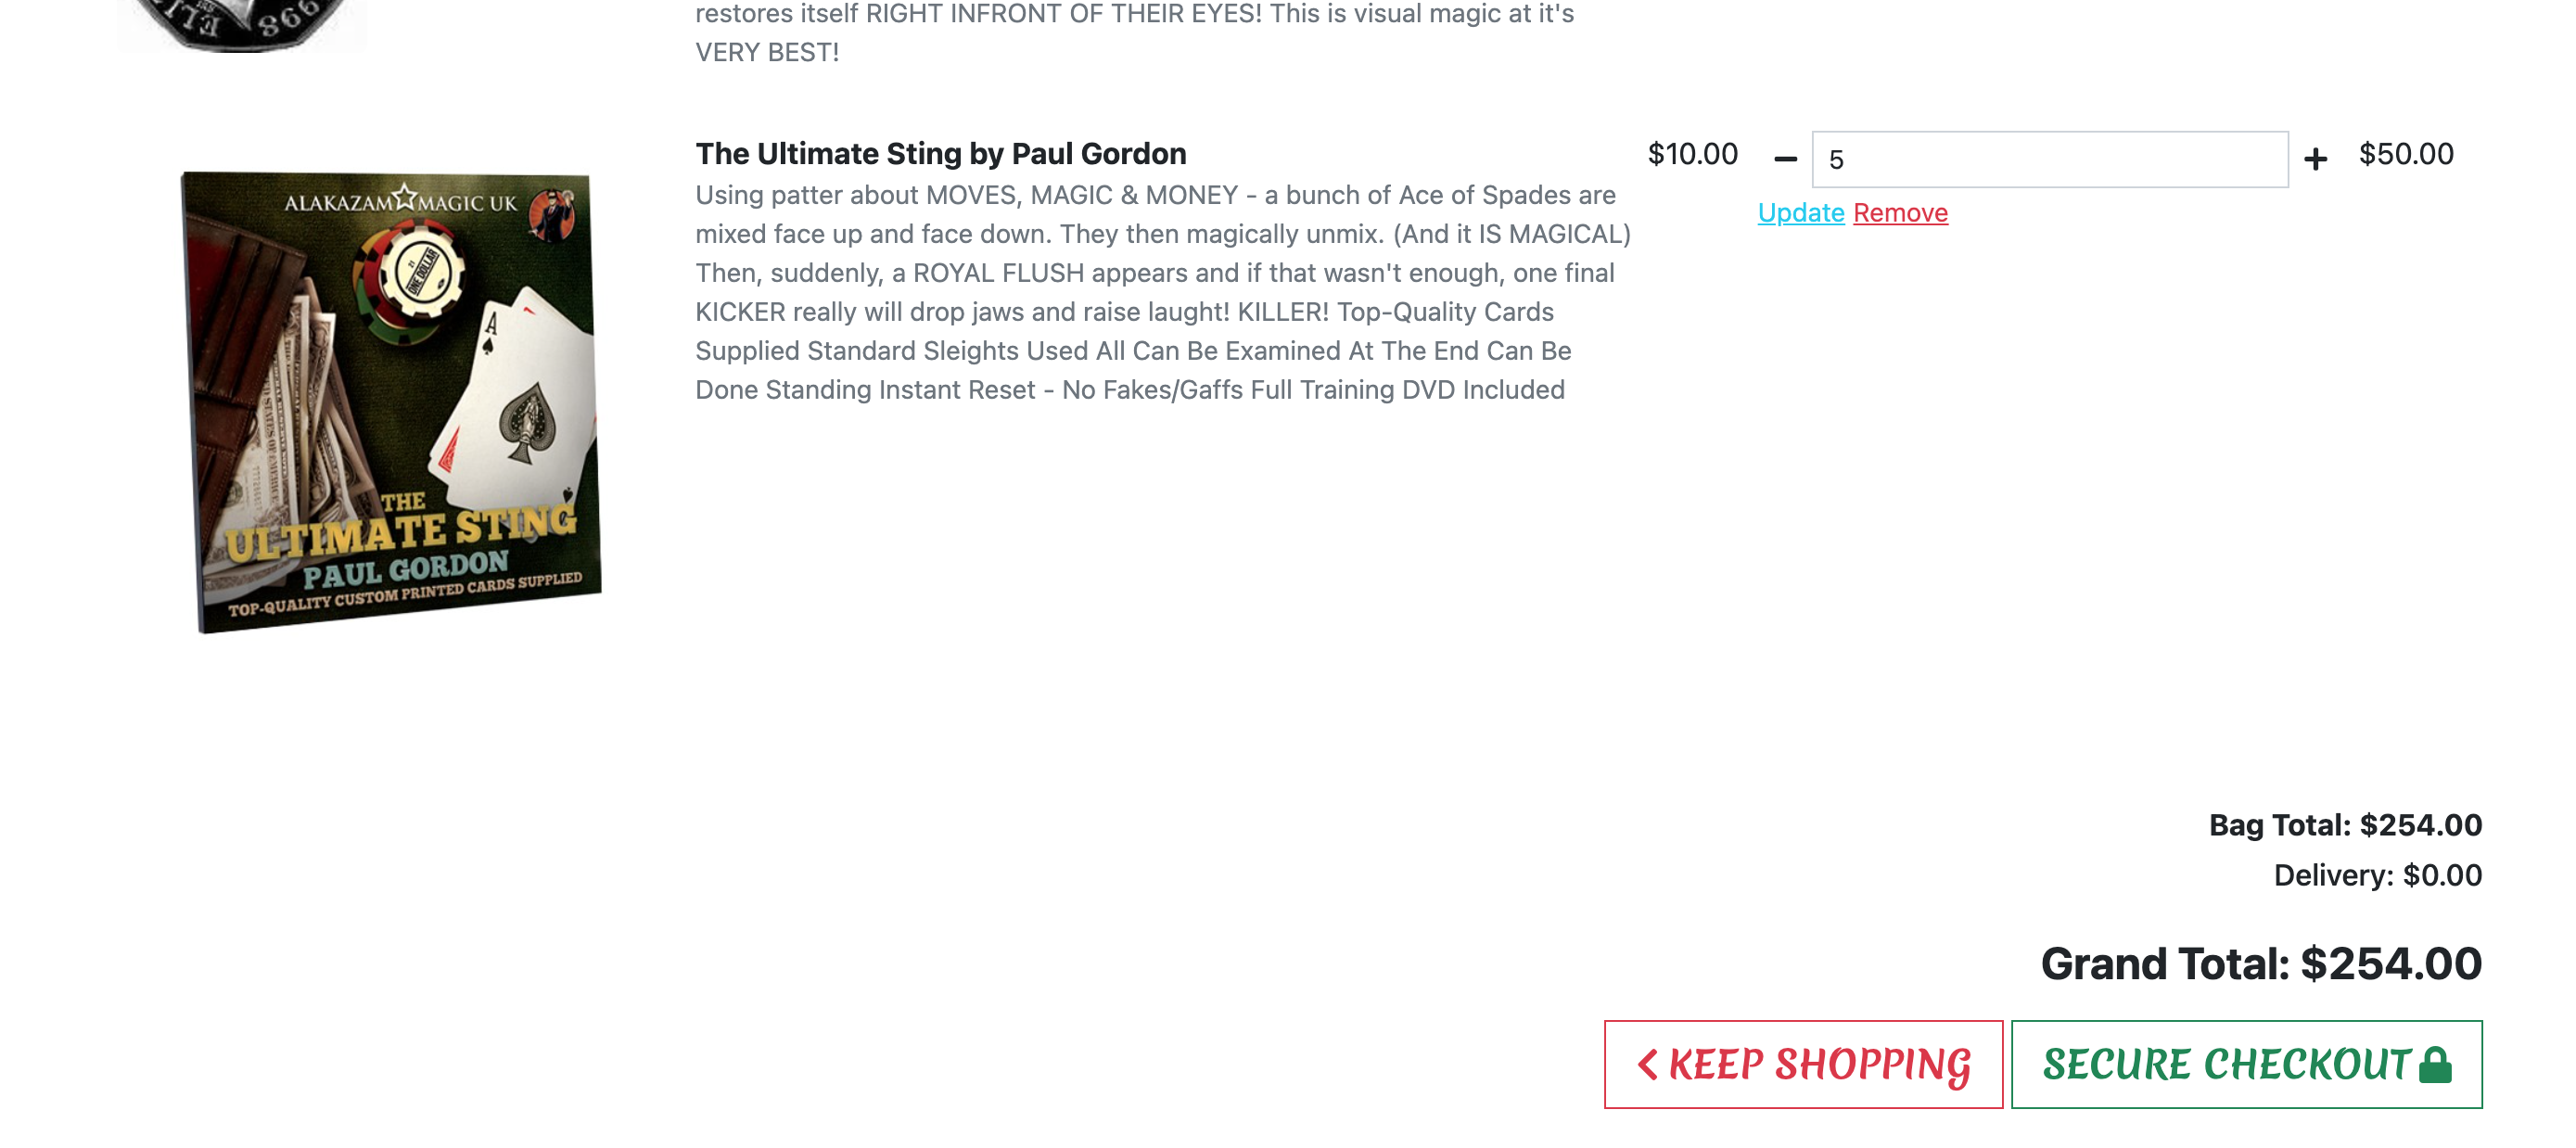 restores itself RIGHT INFRONT OF THEIR EYES! This is visual magic at it's
VERY BEST!
ELIZ
998
The Ultimate Sting by Paul Gordon
$10.00
5
$50.00
Update Remove
Using patter about MOVES, MAGIC & MONEY - a bunch of Ace of Spades are
mixed face up and face down. They then magically unmix. (And it IS MAGICAL)
Then, suddenly, a ROYAL FLUSH appears and if that wasn't enough, one final
KICKER really will drop jaws and raise laught! KILLER! Top-Quality Cards
Supplied Standard Sleights Used All Can Be Examined At The End Can Be
Done Standing Instant Reset - No Fakes/Gaffs Full Training DVD Included
ALAKAZAM MAGIC UK
21
ONE DOLLAR
A
THE
ULTIMATE STING
PAUL GORDON
TOP-QUALITY CUSTOM PRINTED CARDS SUPPLIED
Bag Total: $254.00
Delivery: $0.00
Grand Total: $254.00
KEEP SHOPPING
SECURE CHECKOUT